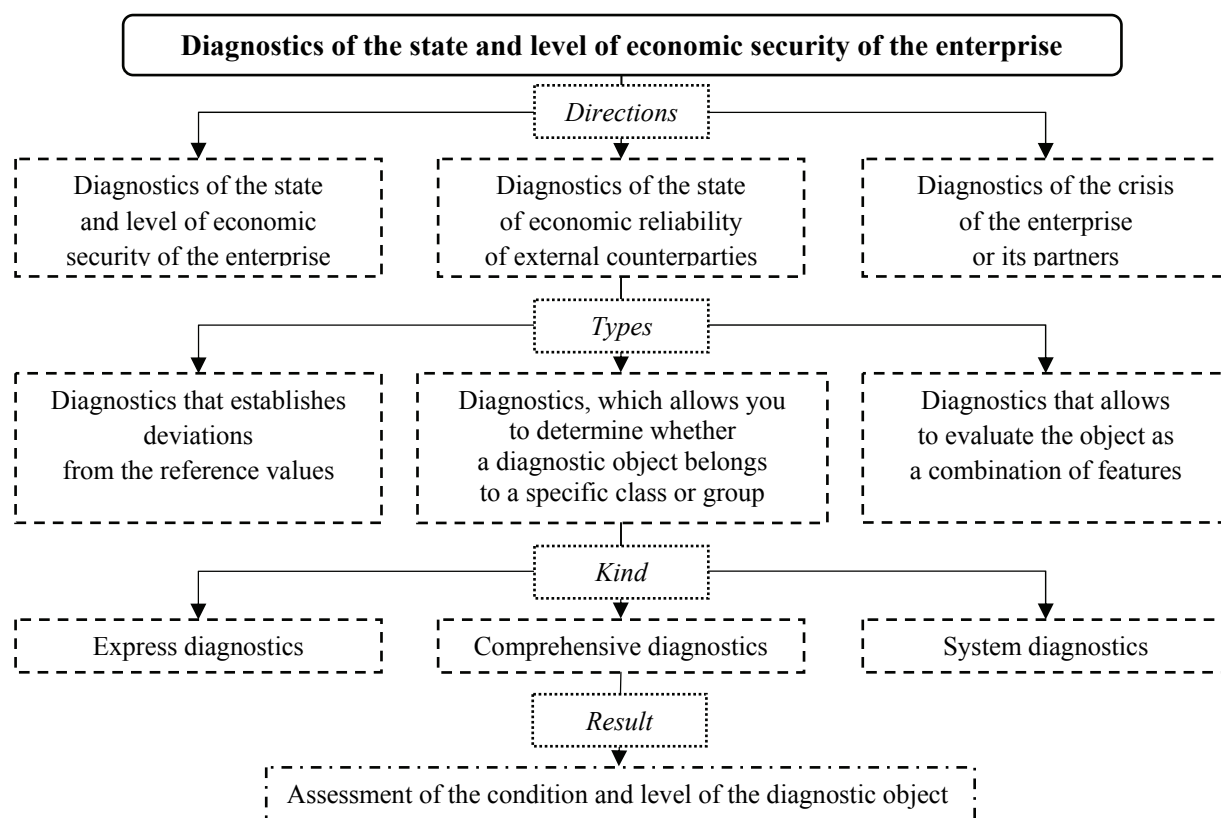 Diagnostics of the state and level of economic security of the enterprise
Directions
Diagnostics of the state
and level of economic
security of the enterprise
Diagnostics of the state
of economic reliability
of external counterparties
Diagnostics of the crisis
of the enterprise
or its partners
Types
Diagnostics that establishes
deviations
from the reference values
Diagnostics, which allows you
to determine whether
a diagnostic object belongs
to a specific class or group
Diagnostics that allows
to evaluate the object as
a combination of features
Kind
Express diagnostics
Comprehensive diagnostics
System diagnostics
Result
Assessment of the condition and level of the diagnostic object